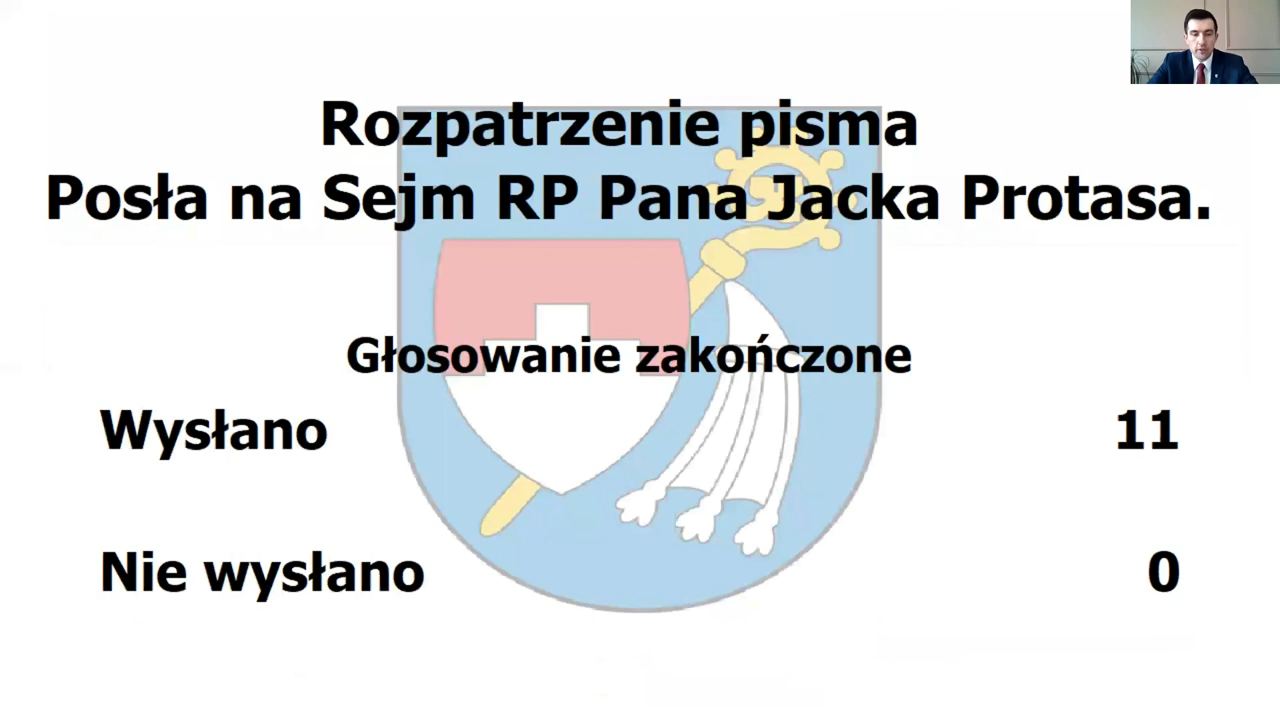 Rozpatrzenie pisma
Posła na Sejm RP Pana Jacka Protasa.
Głosowanie zakończone
Wysłano 11
Nie wysłano 0